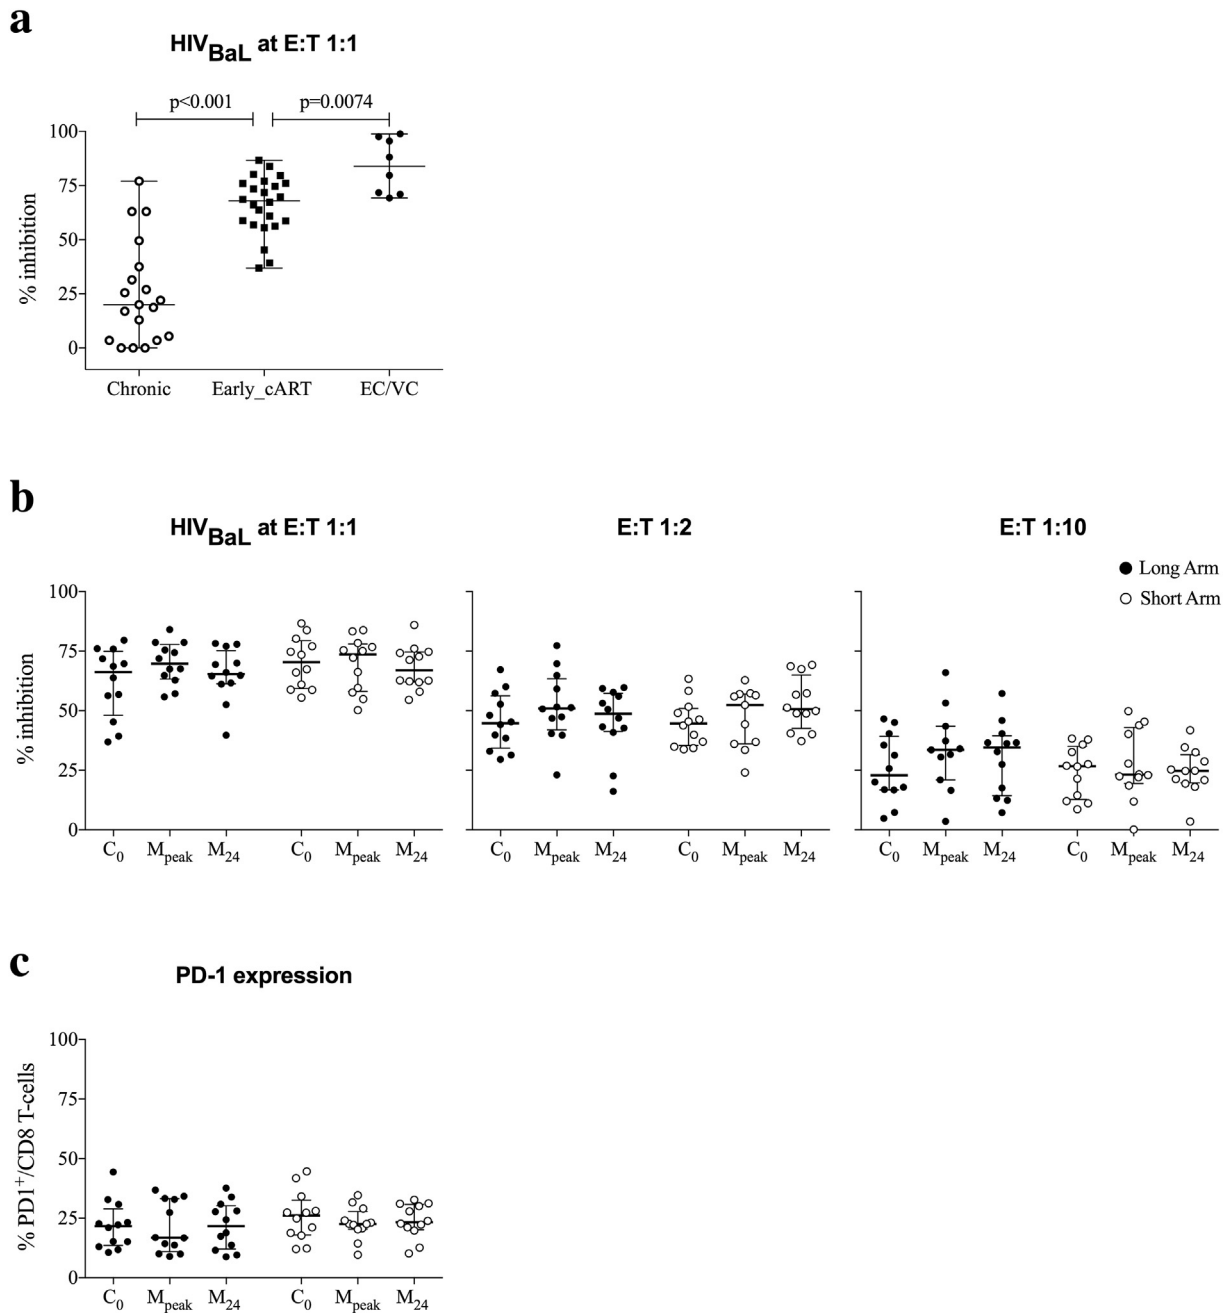 a
HIV_BaL at E:T 1:1
p<0.001
p=0.0074
% inhibition
100
75
50
25
0
Chronic
Early_cART
EC/VC
b
HIV_BaL at E:T 1:1
E:T 1:2
E:T 1:10
Long Arm
Short Arm
% inhibition
100
75
50
25
0
C0 Mpeak M24 C0 Mpeak M24
C0 Mpeak M24 C0 Mpeak M24
C0 Mpeak M24 C0 Mpeak M24
c
PD-1 expression
% PD1+/CD8 T-cells
100
75
50
25
0
C0 Mpeak M24 C0 Mpeak M24